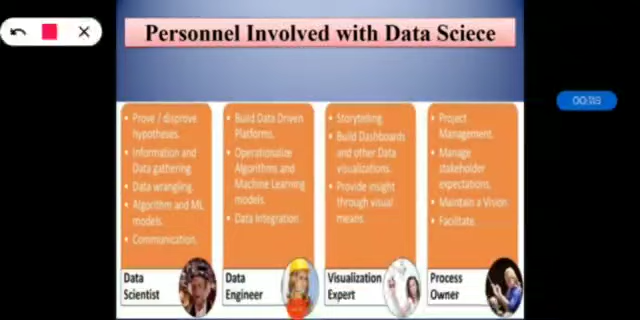 Personnel Involved with Data Sciece
• Prove / disprove
hypotheses.
• Information and
Data gathering
• Data wrangling.
• Algorithm and ML
models.
• Communication.
Data
Scientist
• Build Data Driven
Platforms.
• Operationalize
Algorithms and
Machine Learning
models.
• Data Integration
Data
Engineer
• Storytelling.
• Build Dashboards
and other Data
visualizations.
• Provide insight
through visual
means.
Visualization
Expert
• Project
Management.
• Manage
stakeholder
expectations.
• Maintain a Vision
• Facilitate.
Process
Owner